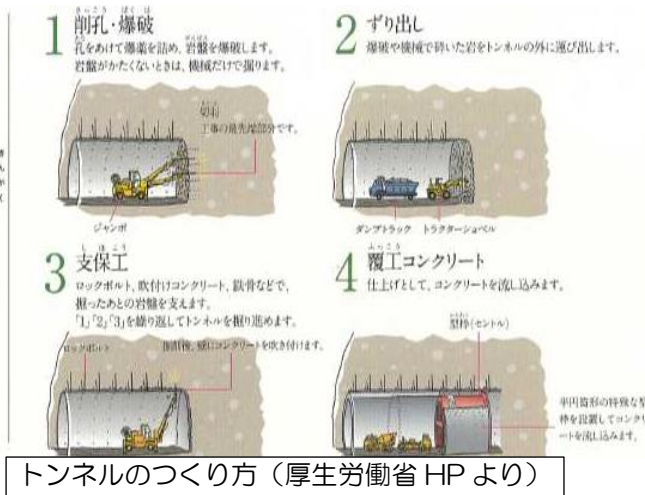 1 削孔・爆破
孔をあけて爆薬を詰め、岩盤を爆破します。
岩盤がかたくないときは、機械だけで掘ります。
切羽
工事の最先端部分です。
ジャンボ
2 ずり出し
爆破や機械で砕いた岩をトンネルの外に運び出します。
ダンプトラック トラクターショベル
3 支保工
ロックボルト、吹付けコンクリート、鉄骨などで、
掘ったあとの岩盤を支えます。
「1」「2」「3」を繰り返してトンネルを掘り進めます。
ロックボルト
掘削後、壁にコンクリートを吹き付けます。
4 覆工コンクリート
仕上げとして、コンクリートを流し込みます。
型枠(セントル)
半円筒形の特殊な型
枠を設置してコンクリ
ートを流し込みます。
トンネルのつくり方（厚生労働省 HP より）